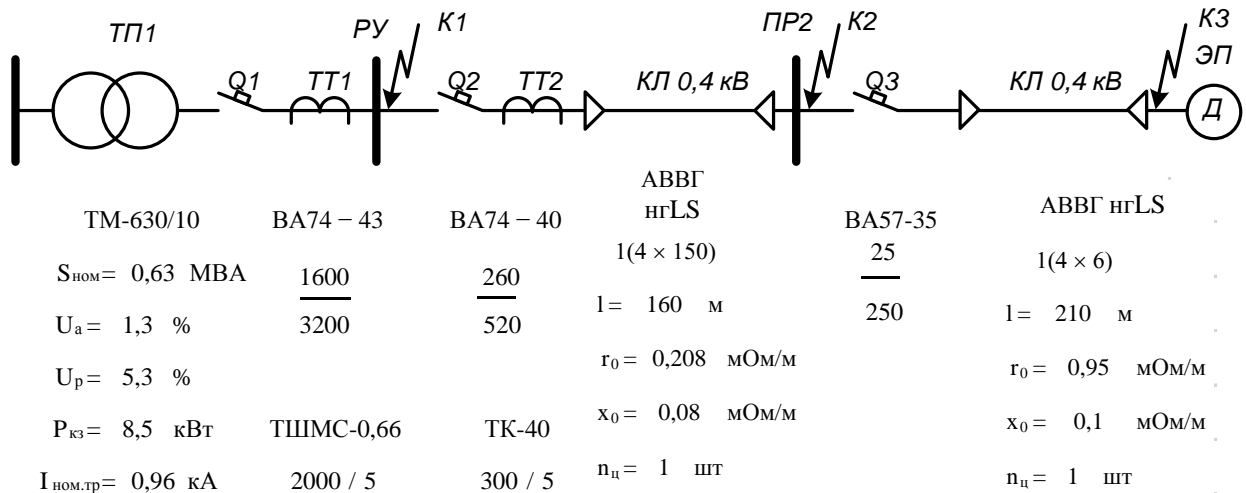 ТП1 РУ К1 ПР2 К2 К3
ЭП
Q1 ТТ1 Q2 ТТ2 КЛ 0,4 кВ Q3 КЛ 0,4 кВ
Д
ТМ-630/10
Sном= 0,63 МВА
Uа= 1,3 %
Uр= 5,3 %
Pкз= 8,5 кВт
Iном.тр= 0,96 кА
ВА74 − 43
1600
3200
ТШМС-0,66
2000 / 5
ВА74 − 40
260
520
ТК-40
300 / 5
АВВГ
нгLS
1(4 × 150)
l= 160 м
r0= 0,208 мОм/м
x0= 0,08 мОм/м
nц= 1 шт
ВА57-35
25
250
АВВГ нгLS
1(4 × 6)
l= 210 м
r0= 0,95 мОм/м
x0= 0,1 мОм/м
nц= 1 шт